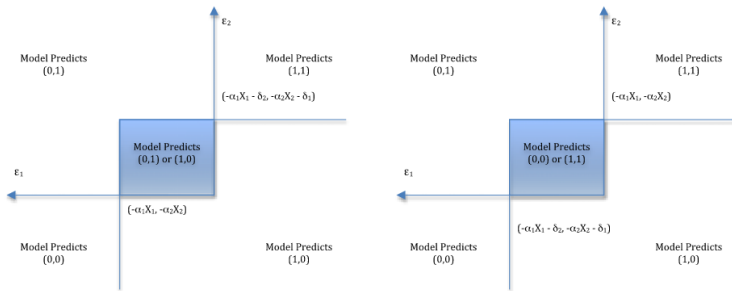 ε₂
Model Predicts
(0,1)
Model Predicts
(1,1)
(-α₁X₁ - δ₂, -α₂X₂ - δ₁)
Model Predicts
(0,1) or (1,0)
ε₁
(-α₁X₁, -α₂X₂)
Model Predicts
(0,0)
Model Predicts
(1,0)
ε₂
Model Predicts
(0,1)
Model Predicts
(1,1)
(-α₁X₁, -α₂X₂)
Model Predicts
(0,0) or (1,1)
ε₁
(-α₁X₁ - δ₂, -α₂X₂ - δ₁)
Model Predicts
(0,0)
Model Predicts
(1,0)